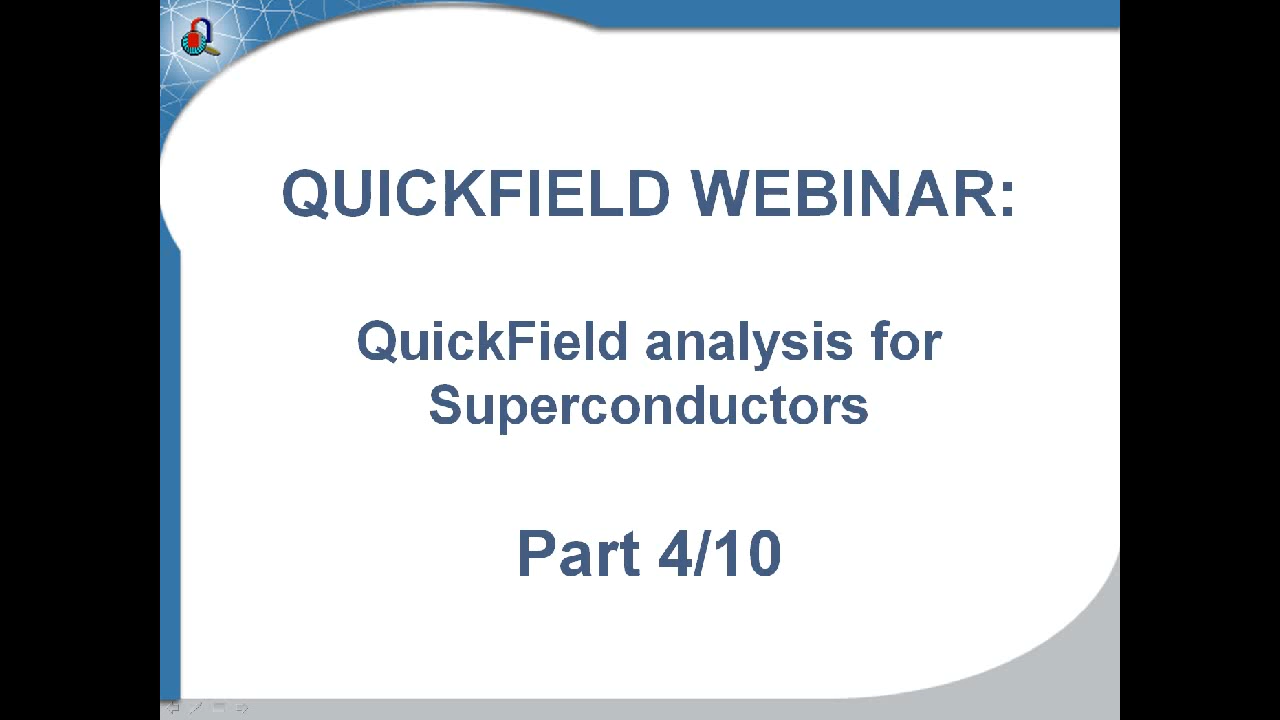 QUICKFIELD WEBINAR:
QuickField analysis for
Superconductors
Part 4/10